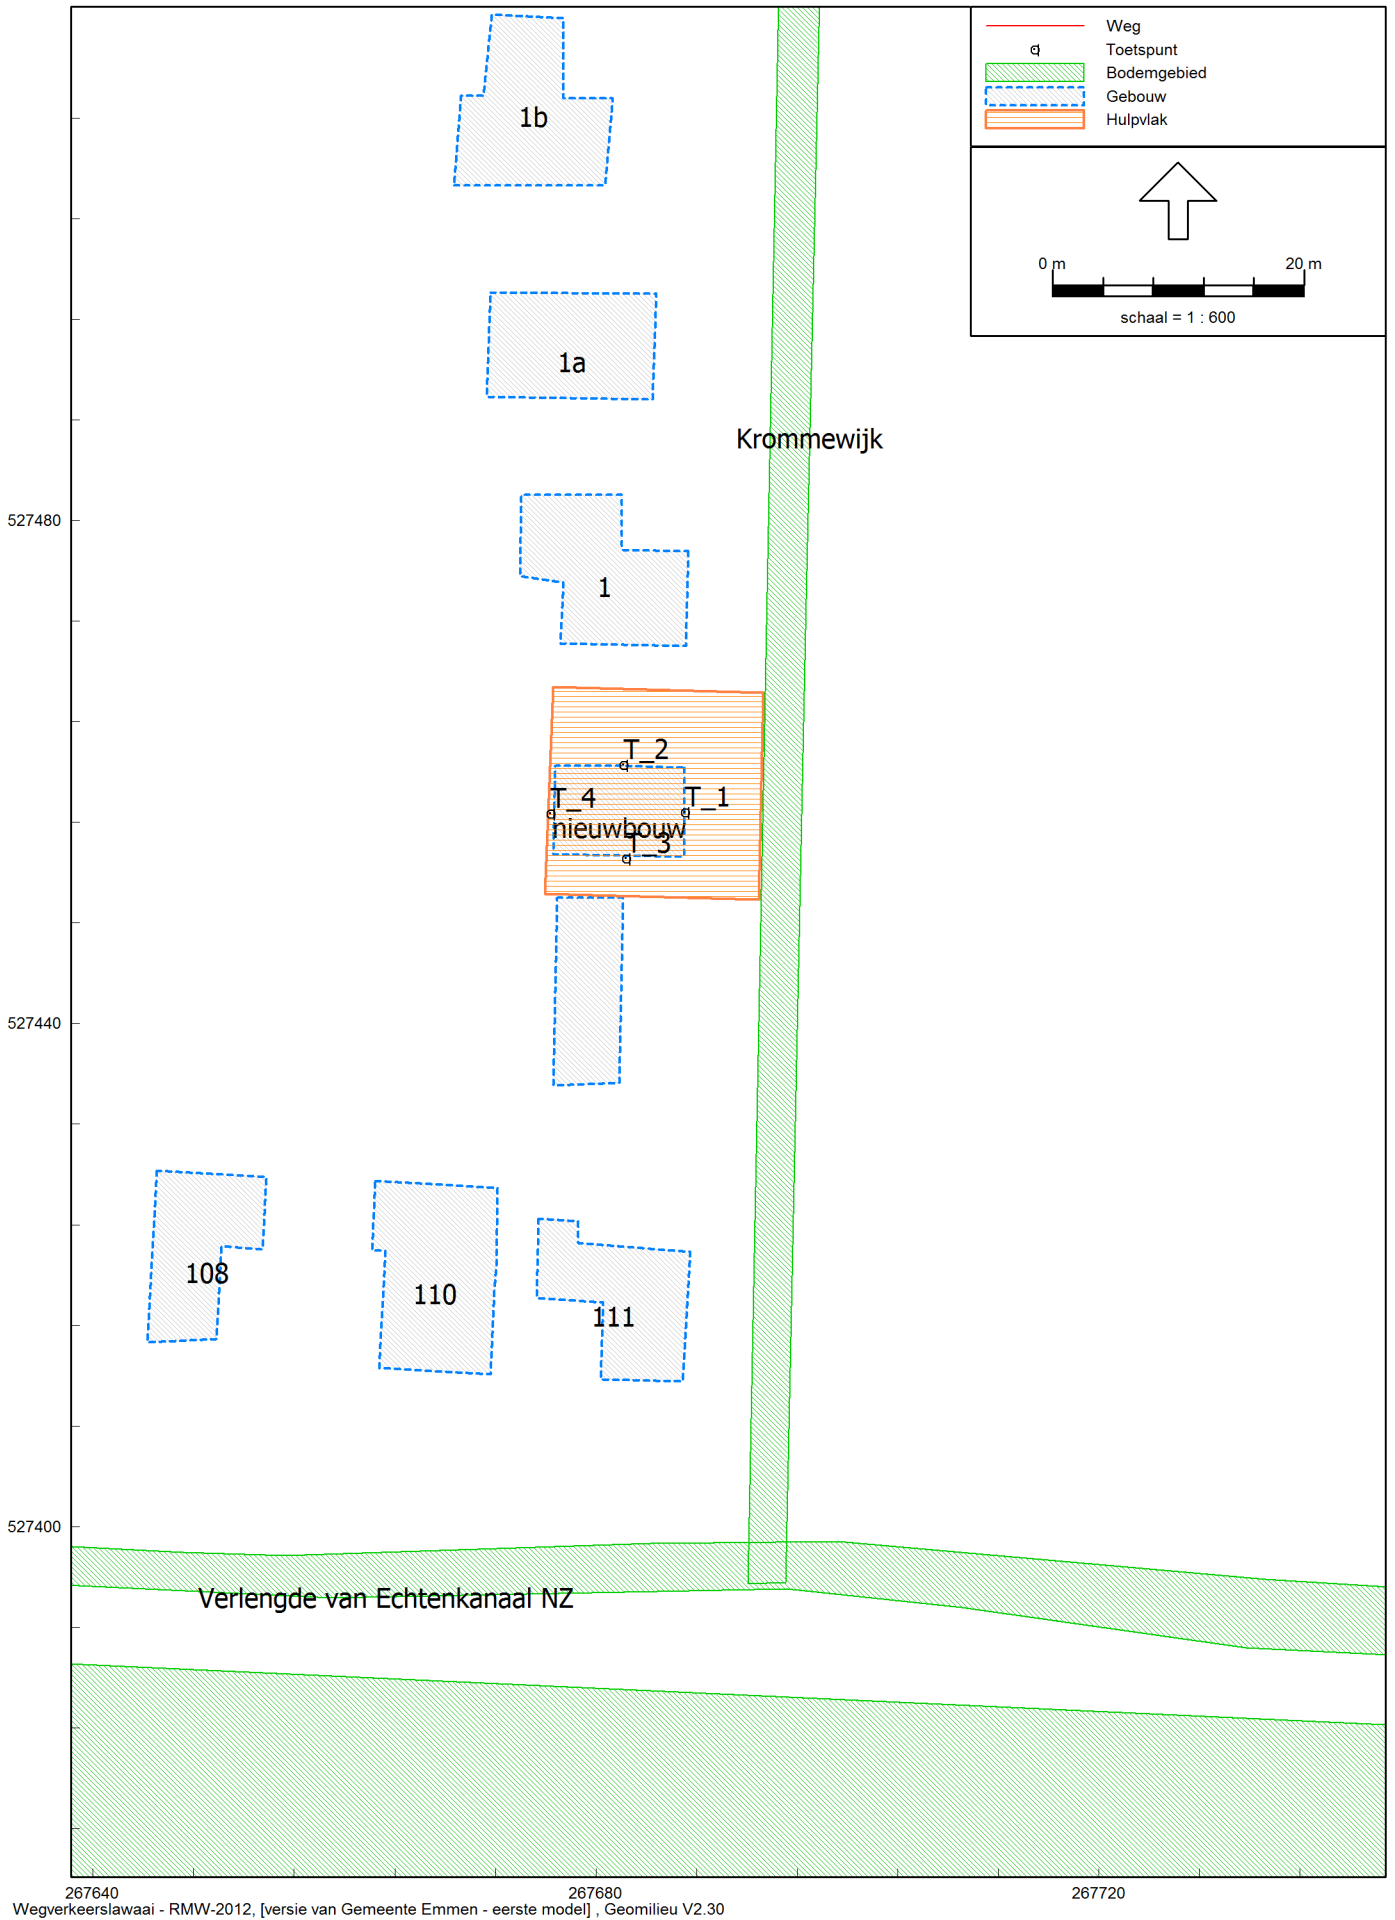 Weg
Toetspunt
Bodemgebied
Gebouw
Hulpvlak
0 m 20 m
schaal = 1 : 600
1b
1a
Krommewijk
527480
1
T_2
T_4 T_1
nieuwbouw
T_3
527440
108
110
111
527400
Verlengde van Echtenkanaal NZ
267640 267680 267720
Wegverkeerslawaai - RMW-2012, [versie van Gemeente Emmen - eerste model] , Geomilieu V2.30